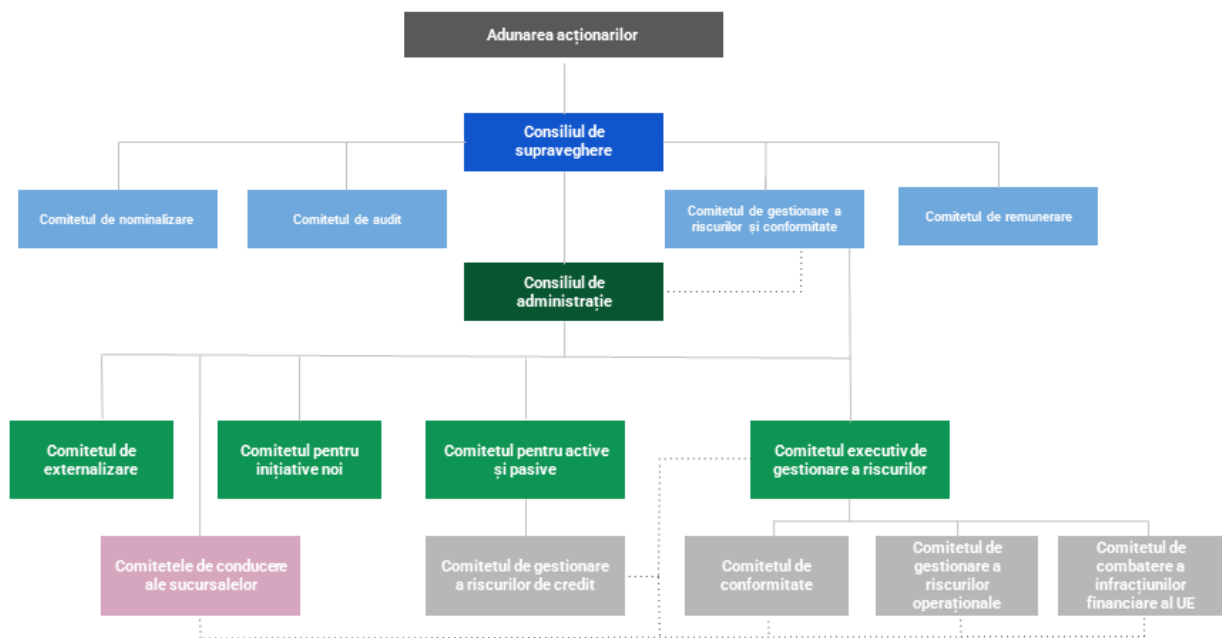 Adunarea acționarilor
Consiliul de
supraveghere
Comitetul de nominalizare
Comitetul de audit
Comitetul de gestionare a
riscurilor și conformitate
Comitetul de remunerare
Consiliul de
administrație
Comitetul de
externalizare
Comitetul pentru
inițiative noi
Comitetul pentru active
și pasive
Comitetul executiv de
gestionare a riscurilor
Comitetele de conducere
ale sucursalelor
Comitetul de gestionare
a riscurilor de credit
Comitetul de
conformitate
Comitetul de
gestionare a
riscurilor
operaționale
Comitetul de
combatere a
infracțiunilor
financiare al UE